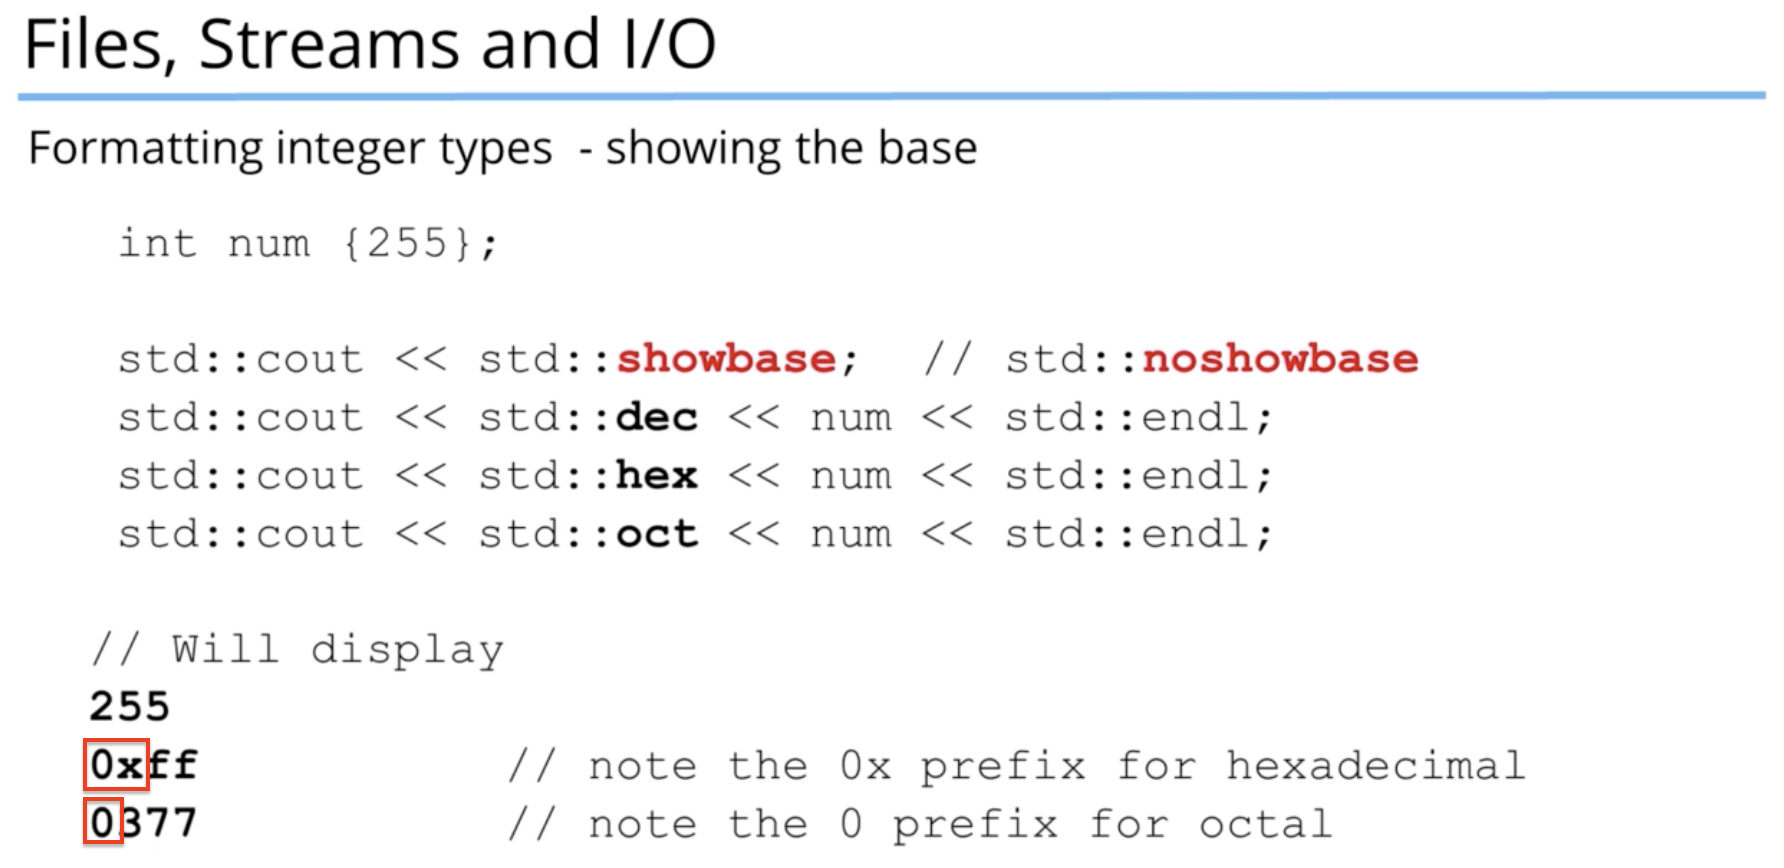 Files, Streams and I/O
Formatting integer types - showing the base
int num {255};
std::cout << std::showbase; // std::noshowbase
std::cout << std::dec << num << std::endl;
std::cout << std::hex << num << std::endl;
std::cout << std::oct << num << std::endl;
// Will display
255
0xff // note the 0x prefix for hexadecimal
0377 // note the 0 prefix for octal